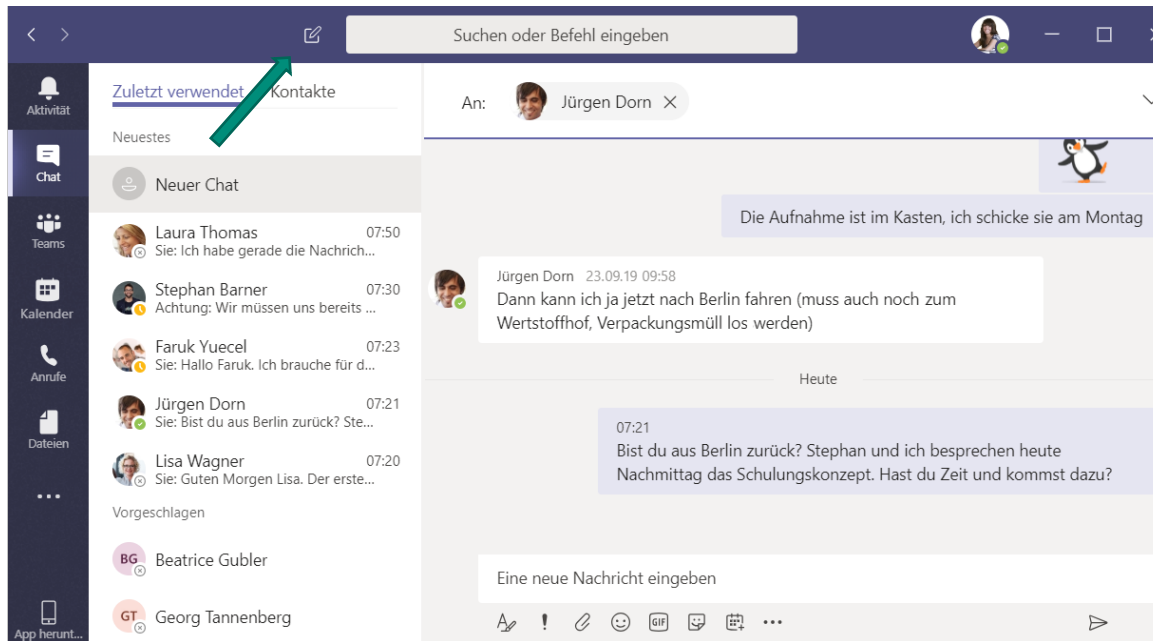 Suchen oder Befehl eingeben
Aktivität
Chat
Teams
Kalender
Anrufe
Dateien
App herunt...
Zuletzt verwendet
Kontakte
Neuestes
Neuer Chat
Laura Thomas 07:50
Sie: Ich habe gerade die Nachrich...
Stephan Barner 07:30
Achtung: Wir müssen uns bereits ...
Faruk Yuecel 07:23
Sie: Hallo Faruk. Ich brauche für d...
Jürgen Dorn 07:21
Sie: Bist du aus Berlin zurück? Ste...
Lisa Wagner 07:20
Sie: Guten Morgen Lisa. Der erste...
Vorgeschlagen
BG Beatrice Gubler
GT Georg Tannenberg
An: Jürgen Dorn
Die Aufnahme ist im Kasten, ich schicke sie am Montag
Jürgen Dorn 23.09.19 09:58
Dann kann ich ja jetzt nach Berlin fahren (muss auch noch zum
Wertstoffhof, Verpackungsmüll los werden)
Heute
07:21
Bist du aus Berlin zurück? Stephan und ich besprechen heute
Nachmittag das Schulungskonzept. Hast du Zeit und kommst dazu?
Eine neue Nachricht eingeben
GIF